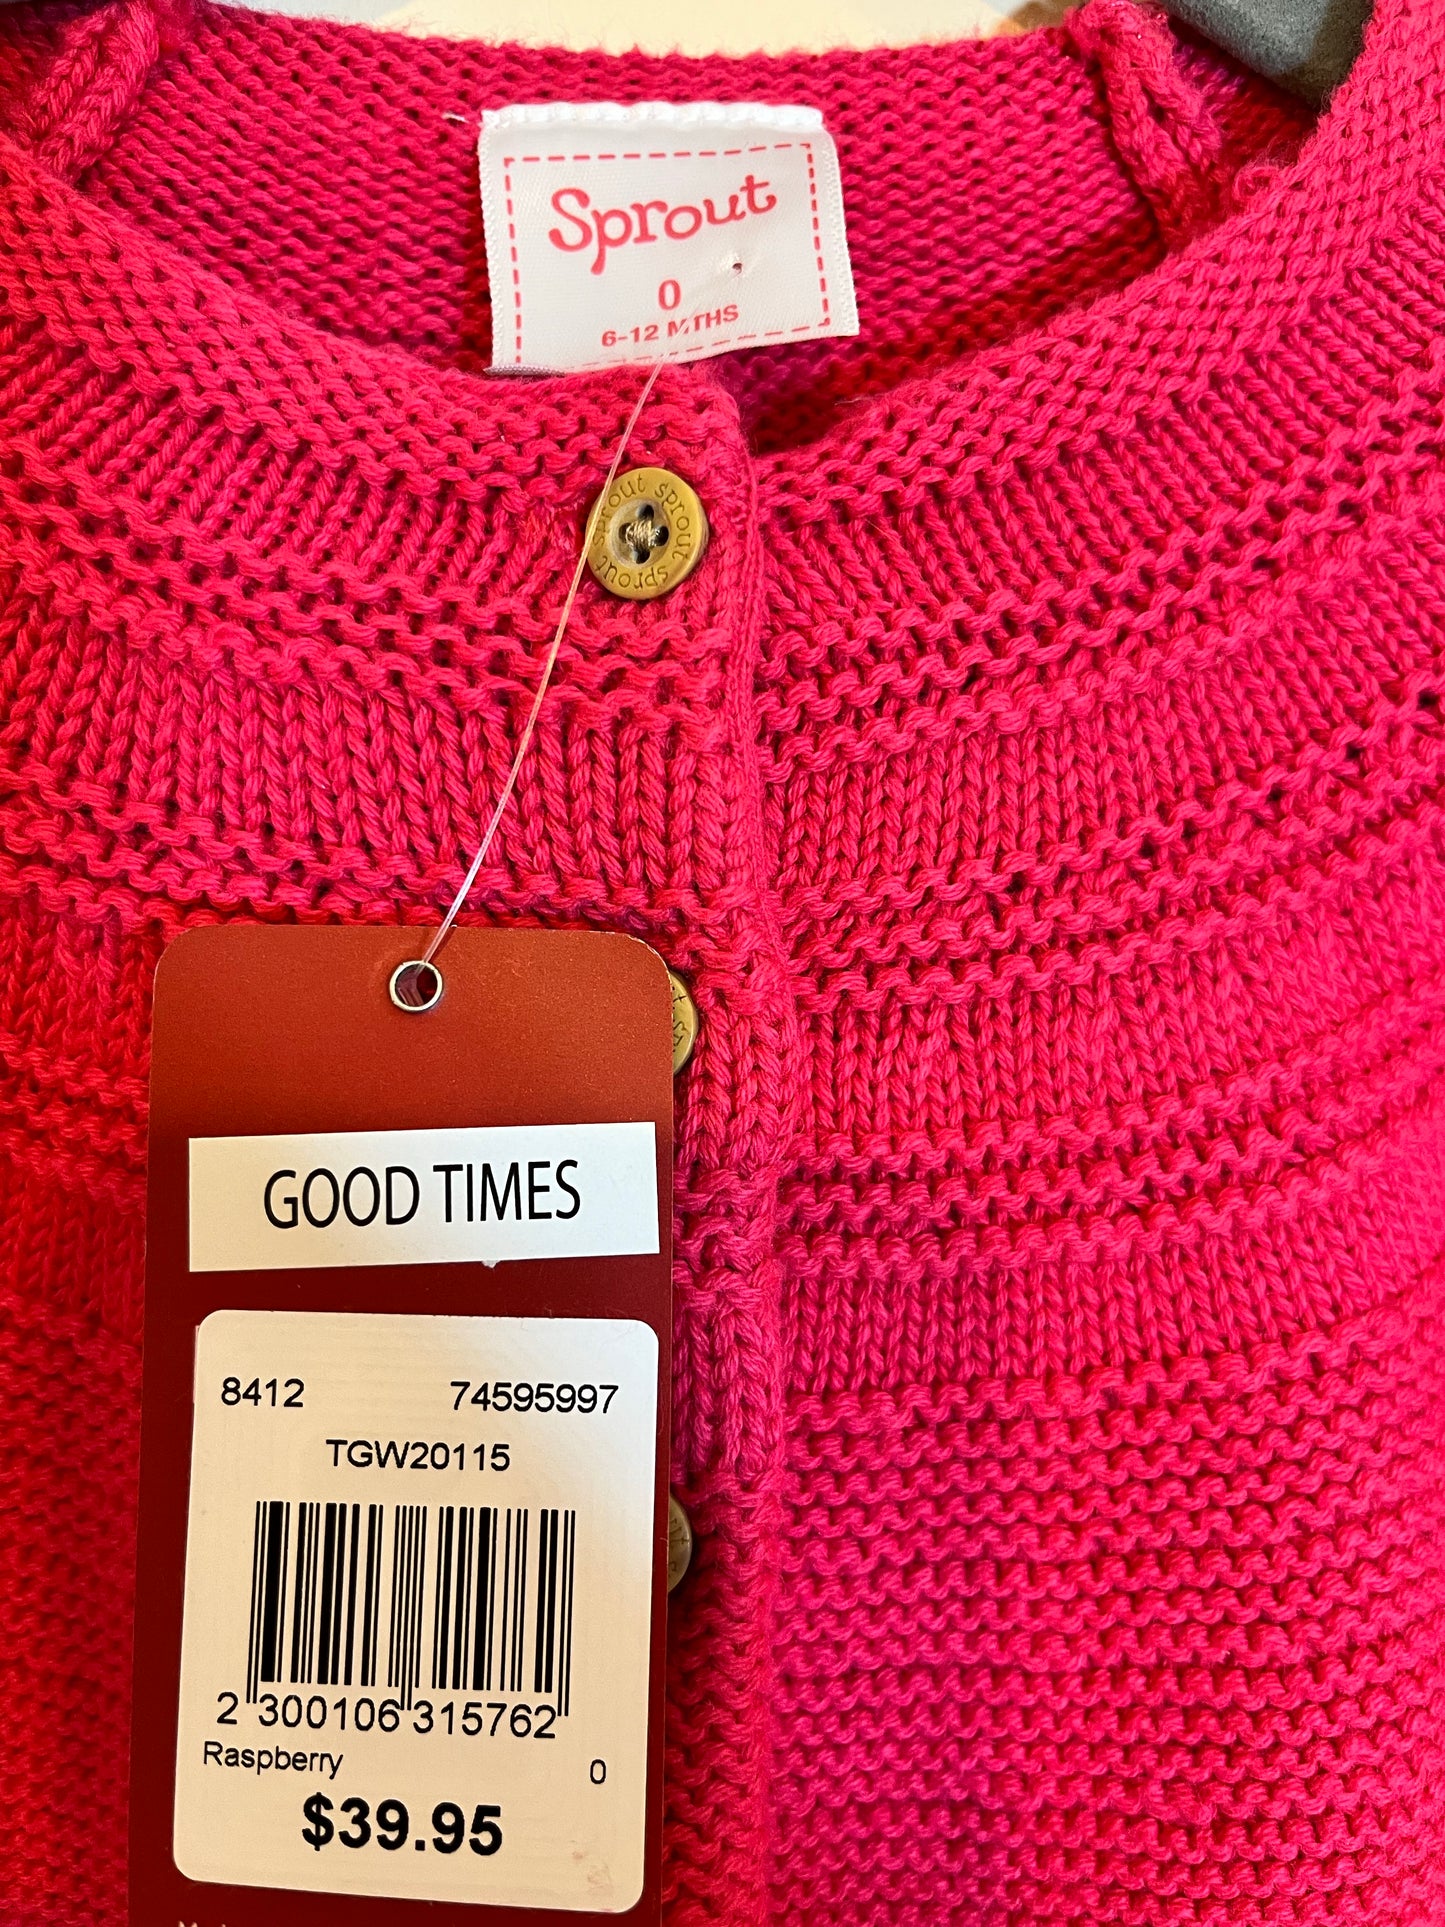 Sprout
0
6-12 MTHS
sprout sprout sprout
GOOD TIMES
8412 74595997
TGW20115
2 300106 315762
Raspberry 0
$39.95